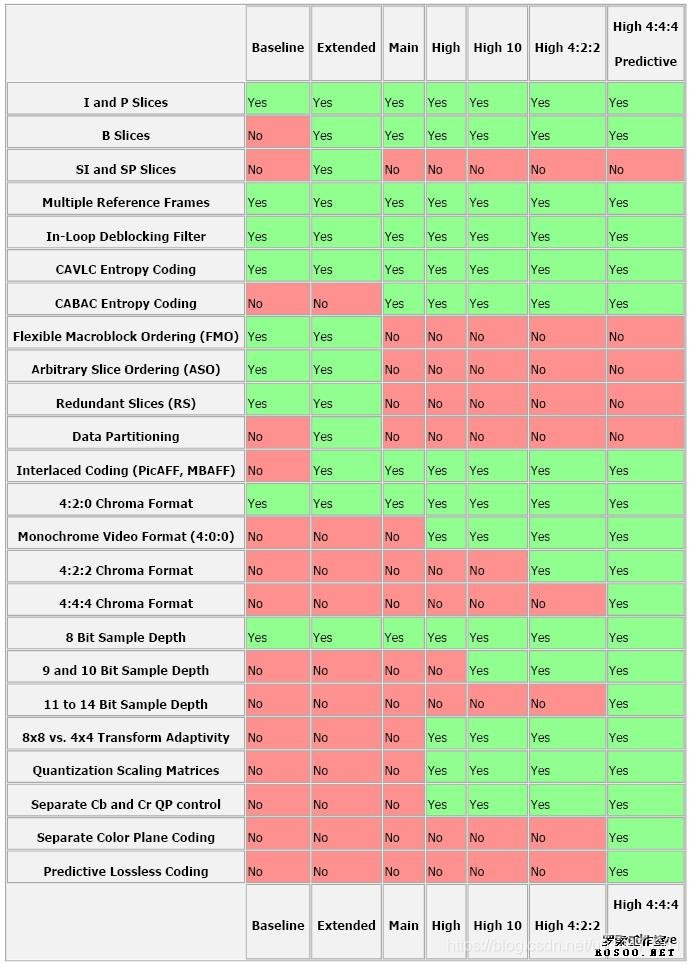 High 4:4:4
Baseline Extended Main High High 10 High 4:2:2
Predictive
I and P Slices Yes Yes Yes Yes Yes Yes Yes
B Slices No Yes Yes Yes Yes Yes Yes
SI and SP Slices No Yes No No No No No
Multiple Reference Frames Yes Yes Yes Yes Yes Yes Yes
In-Loop Deblocking Filter Yes Yes Yes Yes Yes Yes Yes
CAVLC Entropy Coding Yes Yes Yes Yes Yes Yes Yes
CABAC Entropy Coding No No Yes Yes Yes Yes Yes
Flexible Macroblock Ordering (FMO) Yes Yes No No No No No
Arbitrary Slice Ordering (ASO) Yes Yes No No No No No
Redundant Slices (RS) Yes Yes No No No No No
Data Partitioning No Yes No No No No No
Interlaced Coding (PicAFF, MBAFF) No Yes Yes Yes Yes Yes Yes
4:2:0 Chroma Format Yes Yes Yes Yes Yes Yes Yes
Monochrome Video Format (4:0:0) No No No Yes Yes Yes Yes
4:2:2 Chroma Format No No No No No Yes Yes
4:4:4 Chroma Format No No No No No No Yes
8 Bit Sample Depth Yes Yes Yes Yes Yes Yes Yes
9 and 10 Bit Sample Depth No No No No Yes Yes Yes
11 to 14 Bit Sample Depth No No No No No No Yes
8x8 vs. 4x4 Transform Adaptivity No No No Yes Yes Yes Yes
Quantization Scaling Matrices No No No Yes Yes Yes Yes
Separate Cb and Cr QP control No No No Yes Yes Yes Yes
Separate Color Plane Coding No No No No No No Yes
Predictive Lossless Coding No No No No No No Yes
High 4:4:4
Baseline Extended Main High High 10 High 4:2:2
罗索工作室
ROSOO.NET